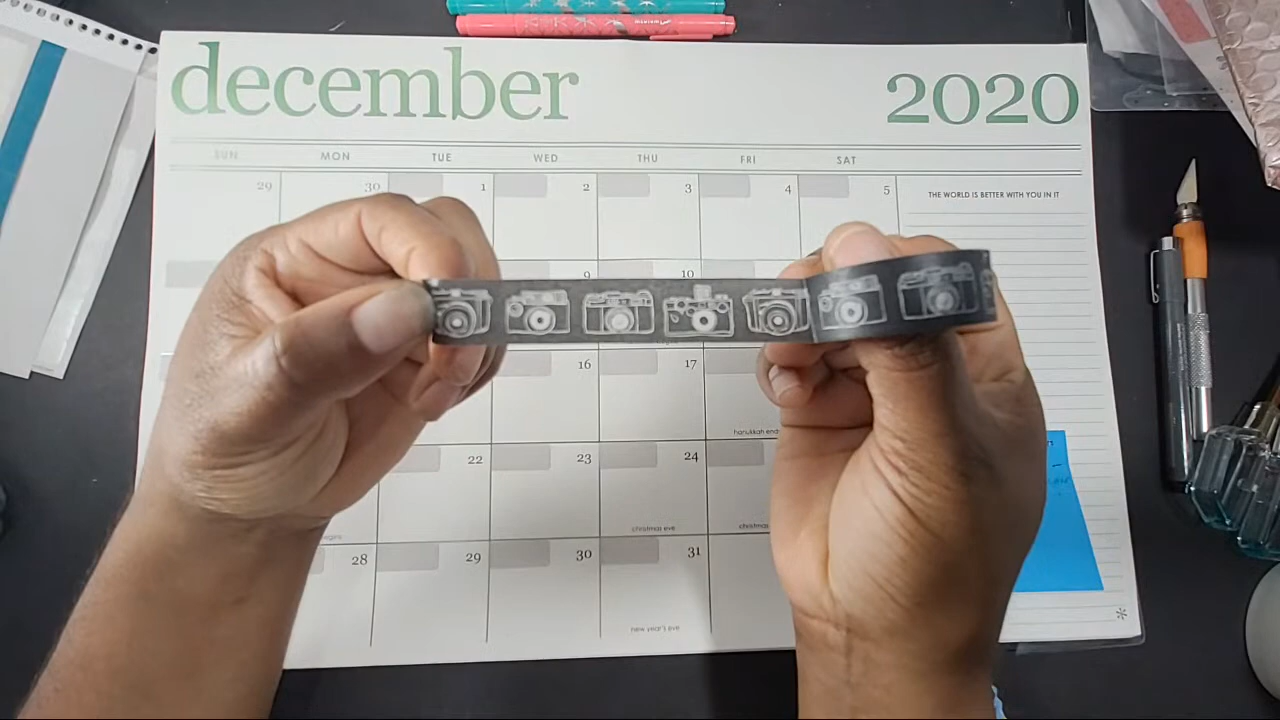 december 2020
SUN MON TUE WED THU FRI SAT
29 30 1 2 3 4 5
THE WORLD IS BETTER WITH YOU IN IT
9 10
16 17
hanukkah ends
22 23 24
christmas eve christmas
28 29 30 31
new year's eve
*